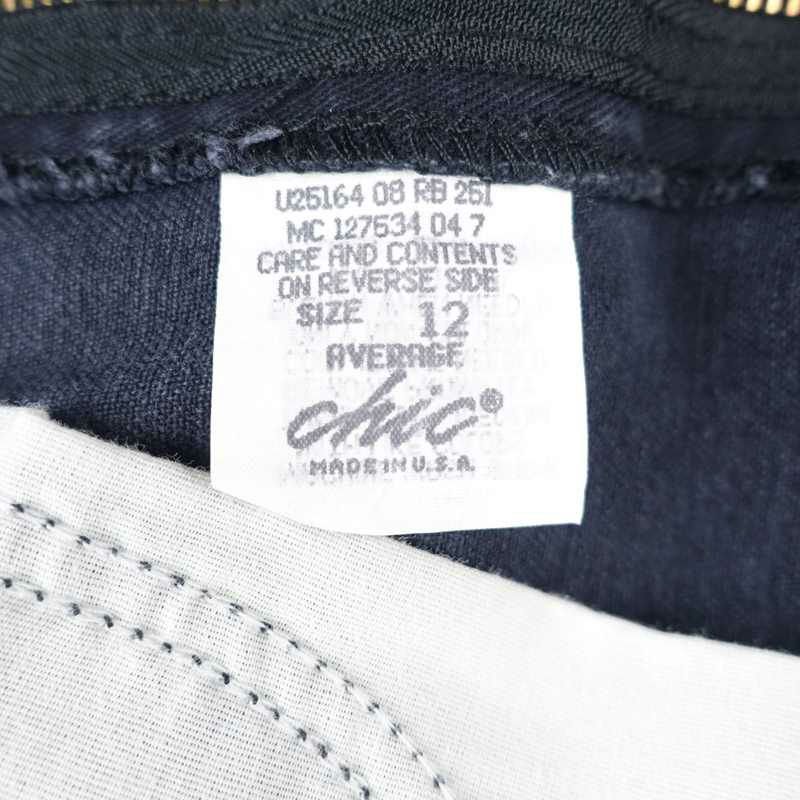 U25164 08 RB 251
MC 127534 04 7
CARE AND CONTENTS
ON REVERSE SIDE
SIZE 12
AVERAGE
chic®
MADE IN U.S.A.